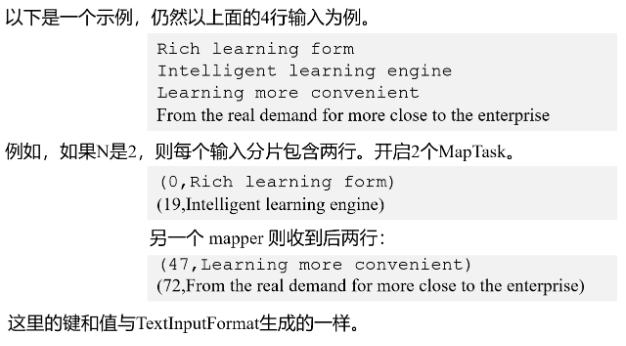 以下是一个示例，仍然以上面的4行输入为例。
Rich learning form
Intelligent learning engine
Learning more convenient
From the real demand for more close to the enterprise
例如，如果N是2，则每个输入分片包含两行。开启2个MapTask。
(0,Rich learning form)
(19,Intelligent learning engine)
另一个 mapper 则收到后两行：
(47,Learning more convenient)
(72,From the real demand for more close to the enterprise)
这里的键和值与TextInputFormat生成的一样。